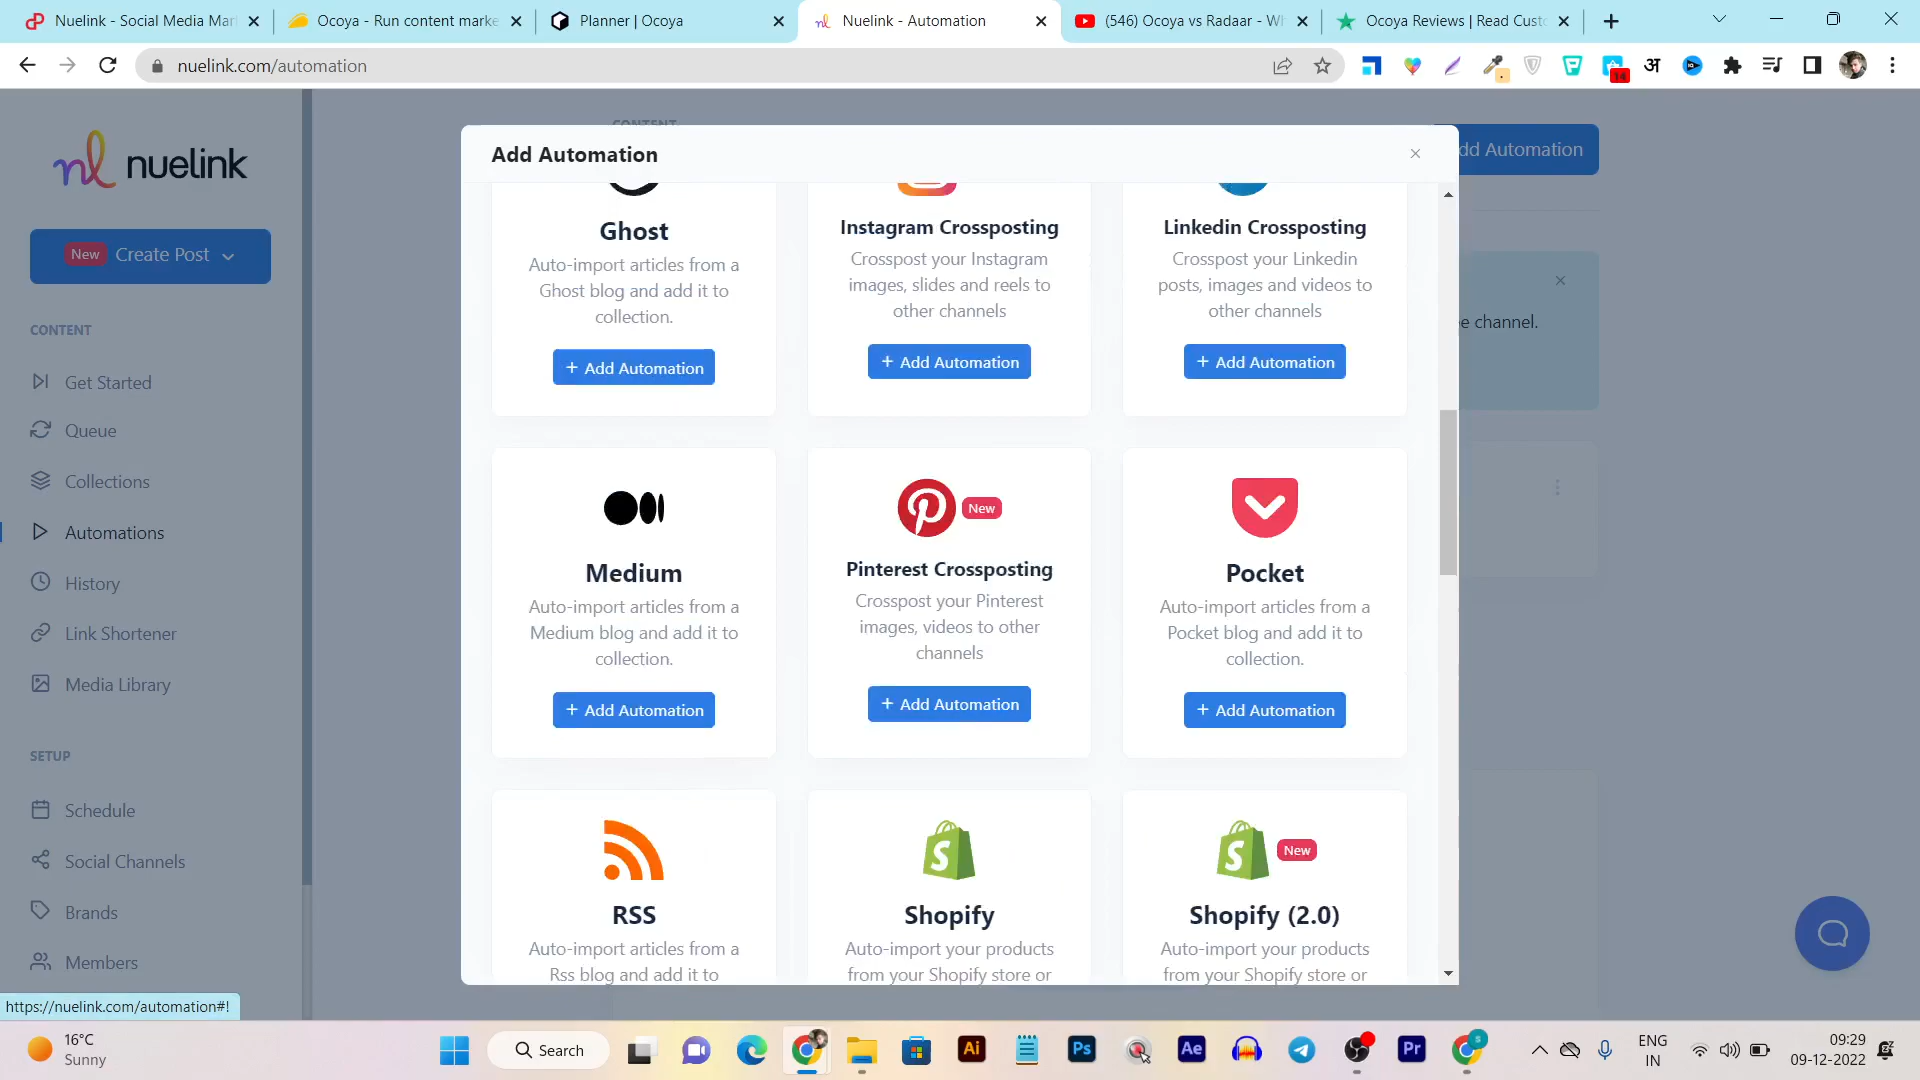 Nuelink - Social Media Mar
Ocoya - Run content marke
Planner | Ocoya
Nuelink - Automation
(546) Ocoya vs Radaar - Wh
Ocoya Reviews | Read Custo
nuelink.com/automation
14
अ
nl nuelink
New Create Post
CONTENT
Get Started
Queue
Collections
Automations
History
Link Shortener
Media Library
SETUP
Schedule
Social Channels
Brands
Members
https://nuelink.com/automation#!
CONTENT
dd Automation
e channel.
Add Automation
Ghost
Auto-import articles from a
Ghost blog and add it to
collection.
+ Add Automation
Instagram Crossposting
Crosspost your Instagram
images, slides and reels to
other channels
+ Add Automation
Linkedin Crossposting
Crosspost your Linkedin
posts, images and videos to
other channels
+ Add Automation
Medium
Auto-import articles from a
Medium blog and add it to
collection.
+ Add Automation
New
Pinterest Crossposting
Crosspost your Pinterest
images, videos to other
channels
+ Add Automation
Pocket
Auto-import articles from a
Pocket blog and add it to
collection.
+ Add Automation
RSS
Auto-import articles from a
Rss blog and add it to
Shopify
Auto-import your products
from your Shopify store or
New
Shopify (2.0)
Auto-import your products
from your Shopify store or
16°C
Sunny
Search
Ai
Ps
Ae
Pr
S
ENG
IN
09:29
09-12-2022